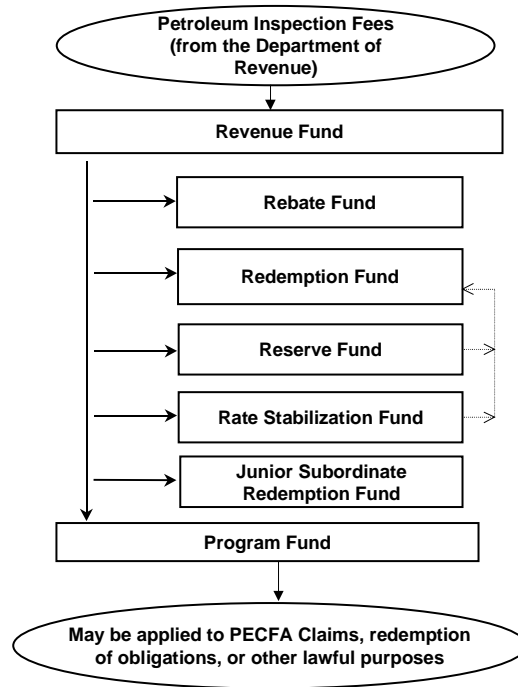 Petroleum Inspection Fees
(from the Department of
Revenue)
Revenue Fund
Rebate Fund
Redemption Fund
Reserve Fund
Rate Stabilization Fund
Junior Subordinate
Redemption Fund
Program Fund
May be applied to PECFA Claims, redemption
of obligations, or other lawful purposes